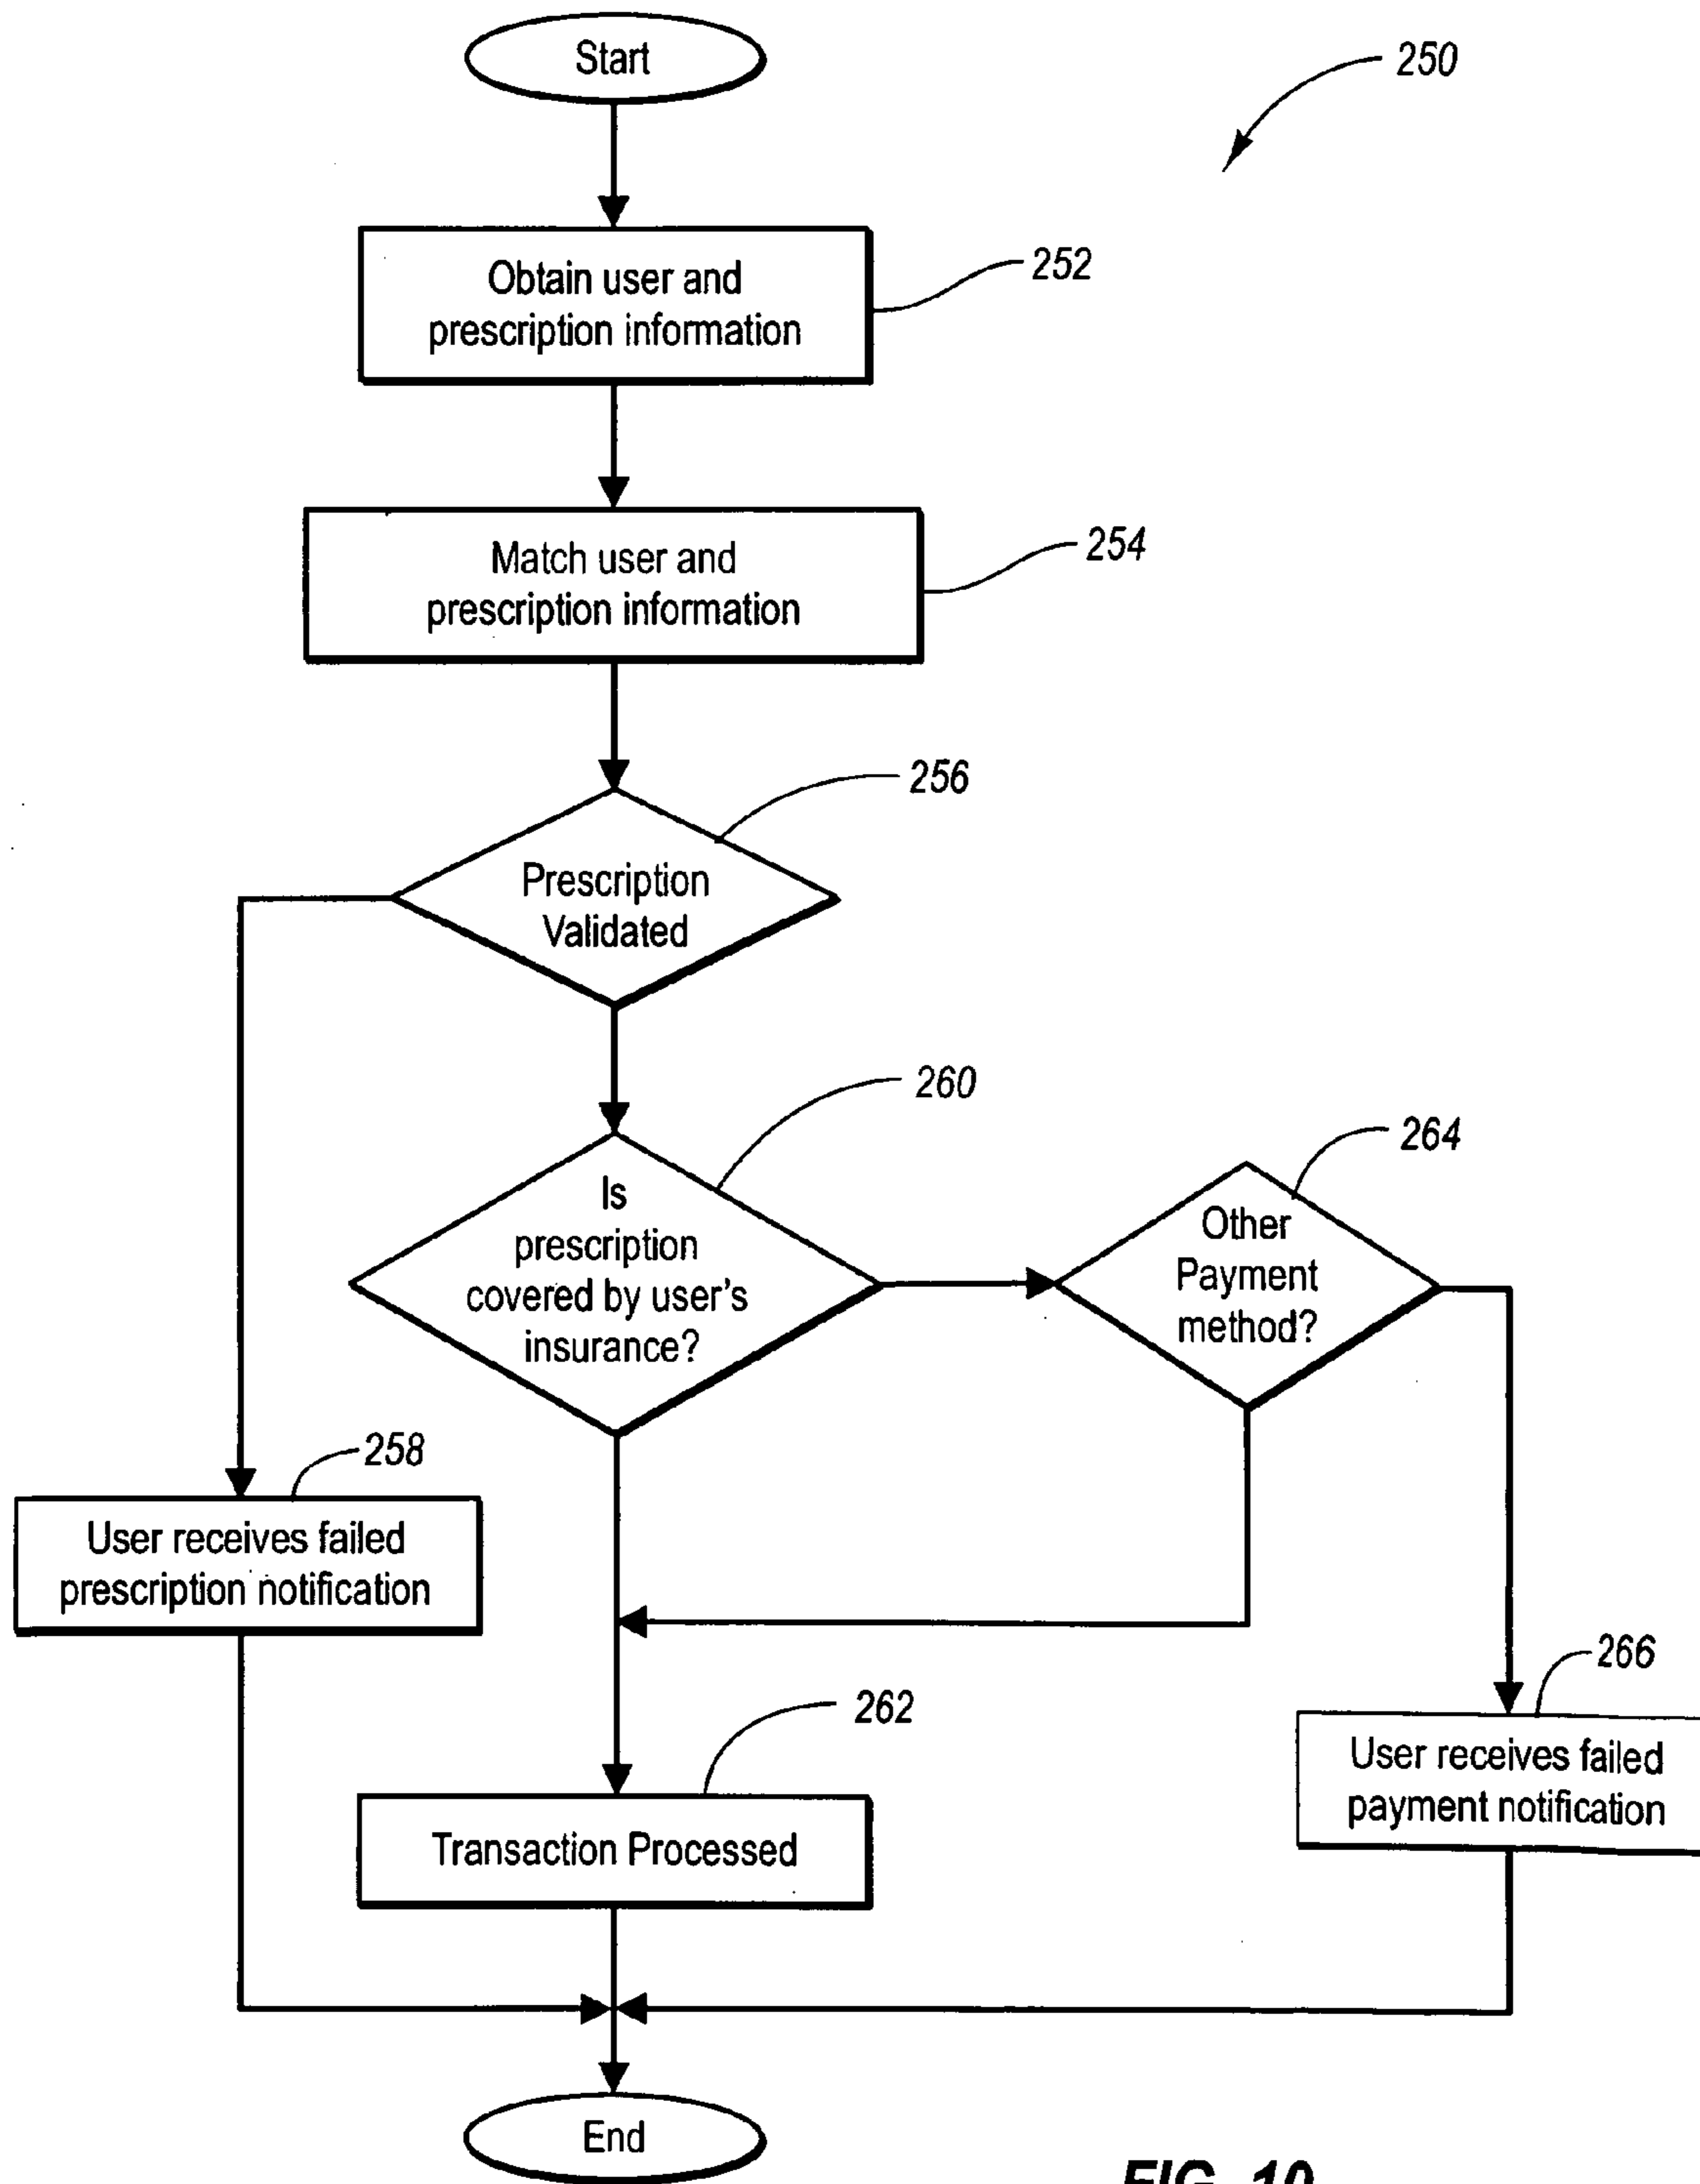 Start
250
Obtain user and
prescription information
252
Match user and
prescription information
254
256
Prescription
Validated
260
Is
prescription
covered by user's
insurance?
264
Other
Payment
method?
258
User receives failed
prescription notification
266
User receives failed
payment notification
262
Transaction Processed
End
FIG. 10